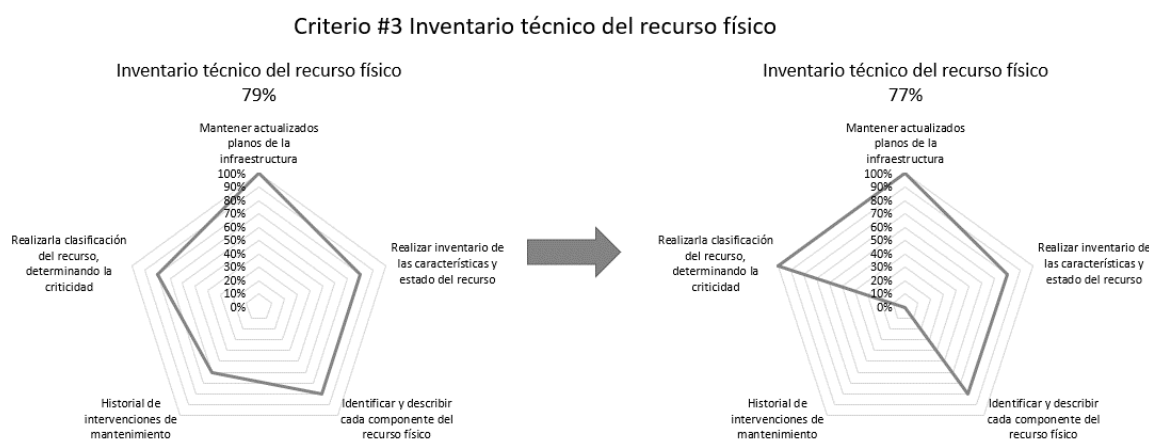 Criterio #3 Inventario técnico del recurso físico
Inventario técnico del recurso físico
79%
Mantener actualizados
planos de la
infraestructura
100%
90%
80%
70%
60%
50%
40%
30%
20%
10%
0%
Realizar inventario de
las características y
estado del recurso
Identificar y describir
cada componente del
recurso físico
Historial de
intervenciones de
mantenimiento
Realizarla clasificación
del recurso,
determinando la
criticidad
Inventario técnico del recurso físico
77%
Mantener actualizados
planos de la
infraestructura
100%
90%
80%
70%
60%
50%
40%
30%
20%
10%
0%
Realizar inventario de
las características y
estado del recurso
Identificar y describir
cada componente del
recurso físico
Historial de
intervenciones de
mantenimiento
Realizarla clasificación
del recurso,
determinando la
criticidad